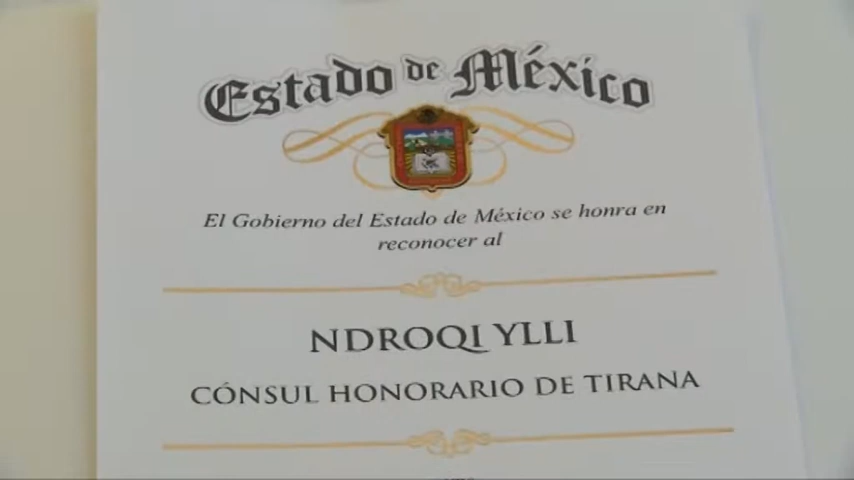 Estado de México
El Gobierno del Estado de México se honra en
reconocer al
NDROQI YLLI
CÓNSUL HONORARIO DE TIRANA